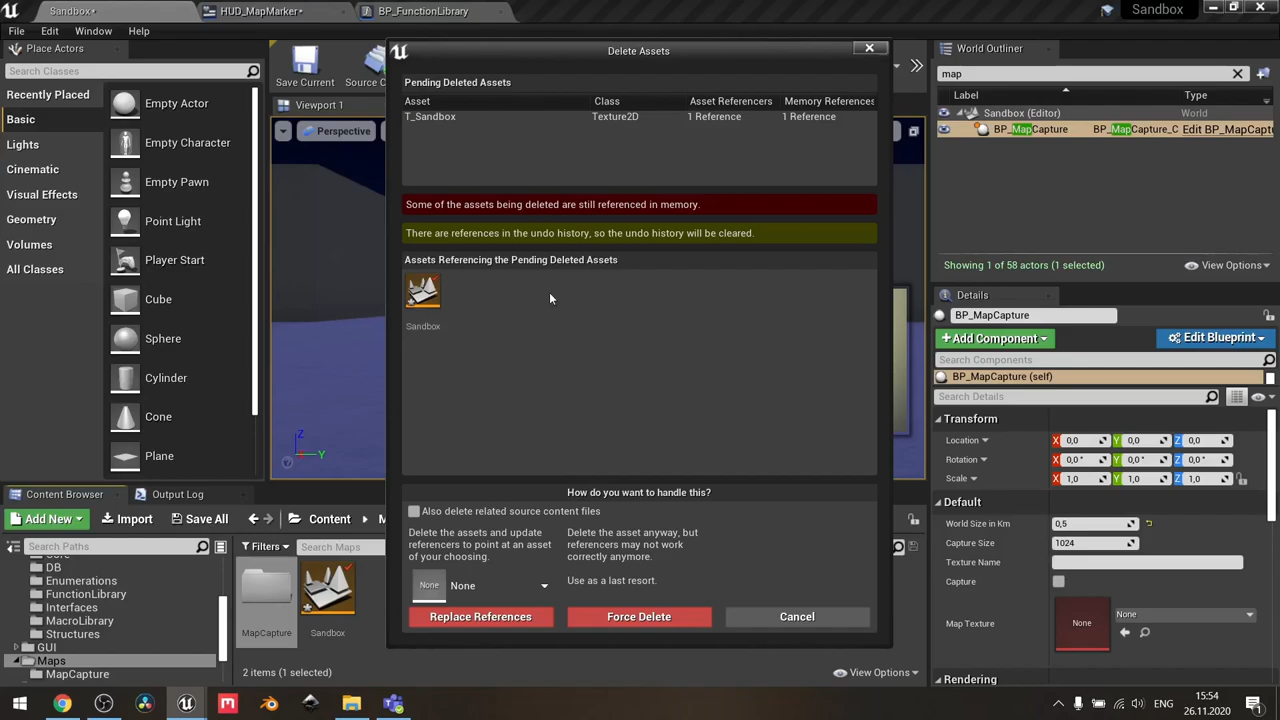 Sandbox•
HUD_MapMarker•
BP_FunctionLibrary
Sandbox
File
Edit
Window
Help
Place Actors
Search Classes
Recently Played
Basic
Lights
Cinematic
Visual Effects
Geometry
Volumes
All Classes
Empty Actor
Empty Character
Empty Pawn
Point Light
Player Start
Cube
Sphere
Cylinder
Cone
Plane
Save Current
Source C
Viewport 1
Perspective
Z
Y
Delete Assets
Pending Deleted Assets
Asset
Class
Asset Referencers
Memory References
T_Sandbox
Texture2D
1 Reference
1 Reference
Some of the assets being deleted are still referenced in memory.
There are references in the undo history, so the undo history will be cleared.
Assets Referencing the Pending Deleted Assets
Sandbox
How do you want to handle this?
Also delete related source content files
Delete the assets and update
references to point at an asset
of your choosing.
Delete the asset anyway, but
references may not work
correctly anymore.
Use as a last resort.
None
None
Replace References
Force Delete
Cancel
World Outliner
map
Label
Type
Sandbox (Editor)
World
BP_MapCapture
BP_MapCapture_C
Edit BP_MapCapt
Showing 1 of 58 actors (1 selected)
View Options
Details
BP_MapCapture
Add Component
Edit Blueprint
Search Components
BP_MapCapture (self)
Search Details
Transform
Location
X 0,0
Y 0,0
Z 0,0
Rotation
X 0,0 °
Y 0,0 °
Z 0,0 °
Scale
X 1,0
Y 1,0
Z 1,0
Default
World Size in Km
0,5
Capture Size
1024
Texture Name
Capture
Map Texture
None
None
Rendering
Content Browser
Output Log
Add New
Import
Save All
Content
M
Search Paths
Filters
Search Maps
DB
Enumerations
FunctionLibrary
Interfaces
MacroLibrary
Structures
GUI
Maps
MapCapture
MapCapture
Sandbox
2 items (1 selected)
View Options
ENG
15:54
26.11.2020